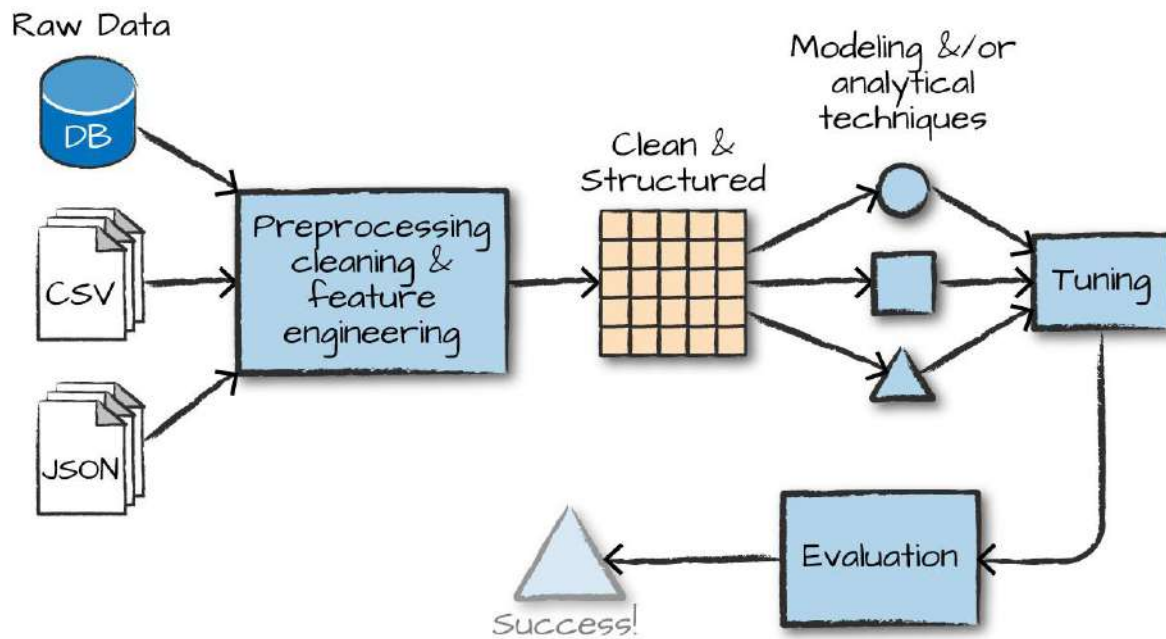 Raw Data
DB
CSV
JSON
Preprocessing
cleaning &
feature
engineering
Clean &
Structured
Modeling &/or
analytical
techniques
Tuning
Evaluation
Success!